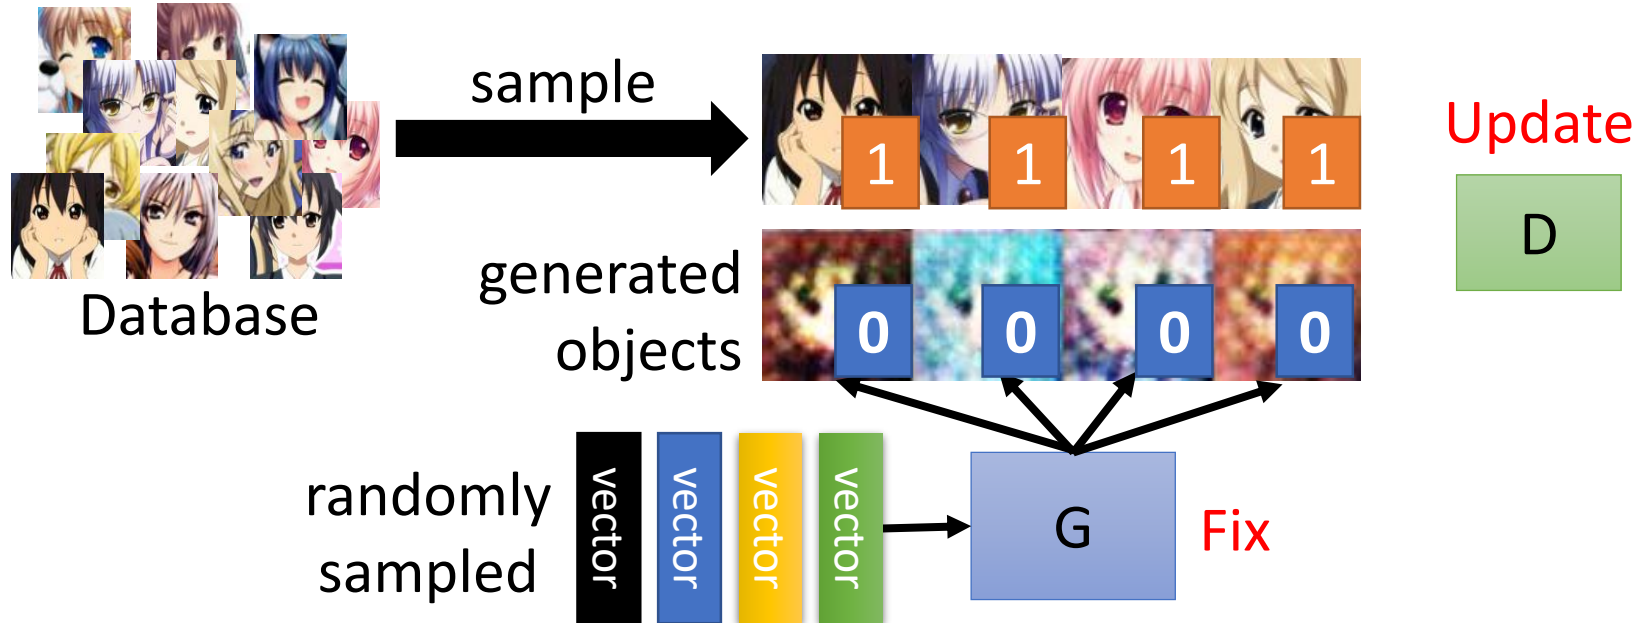 sample
Update
1 1 1 1
D
Database
generated
objects
0 0 0 0
randomly
sampled
vector vector vector vector
G
Fix